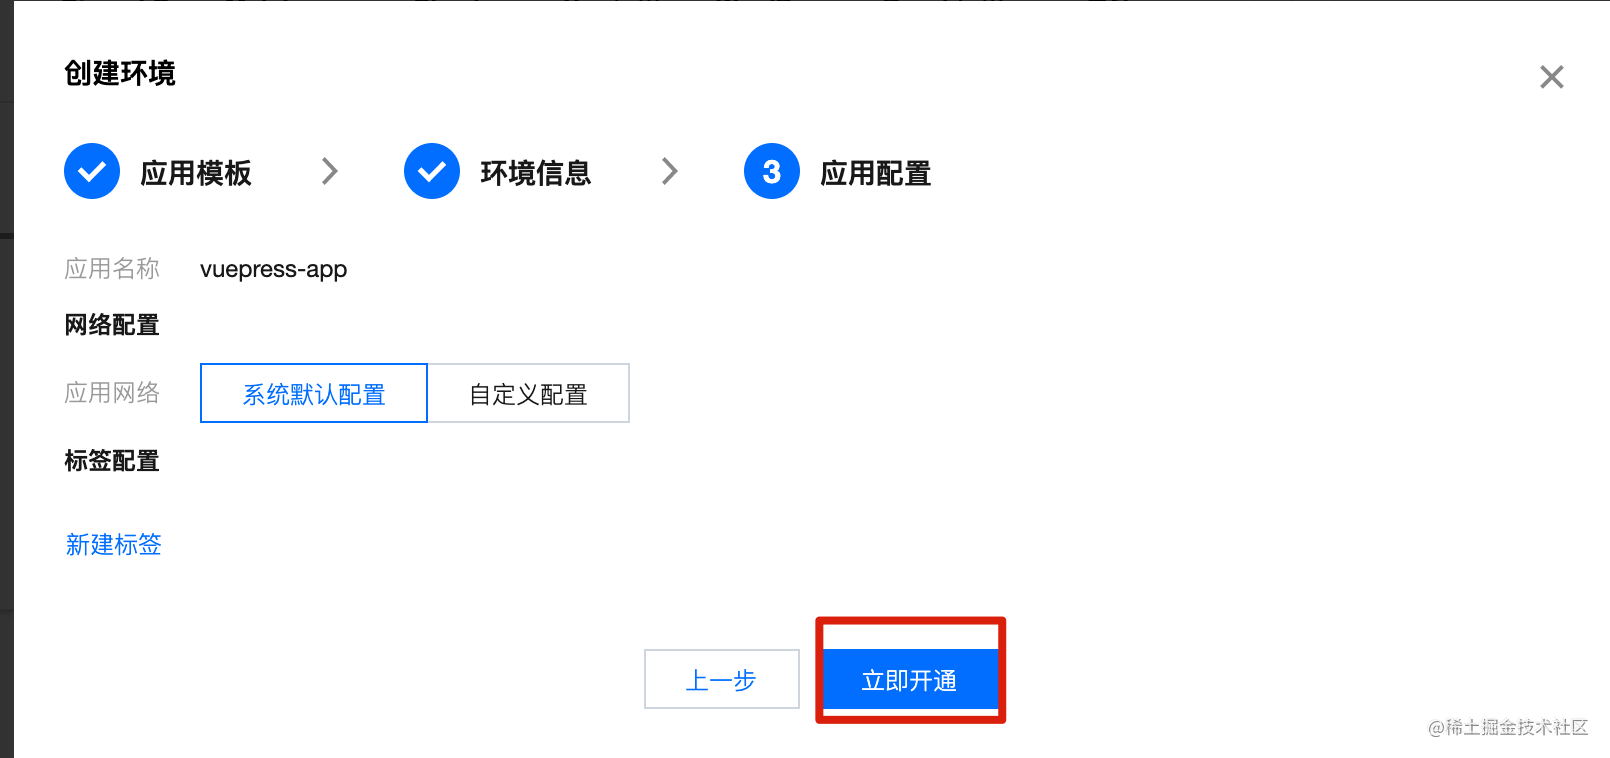 创建环境
应用模板 环境信息 3 应用配置
应用名称 vuepress-app
网络配置
应用网络 系统默认配置 自定义配置
标签配置
新建标签
上一步 立即开通
@稀土掘金技术社区